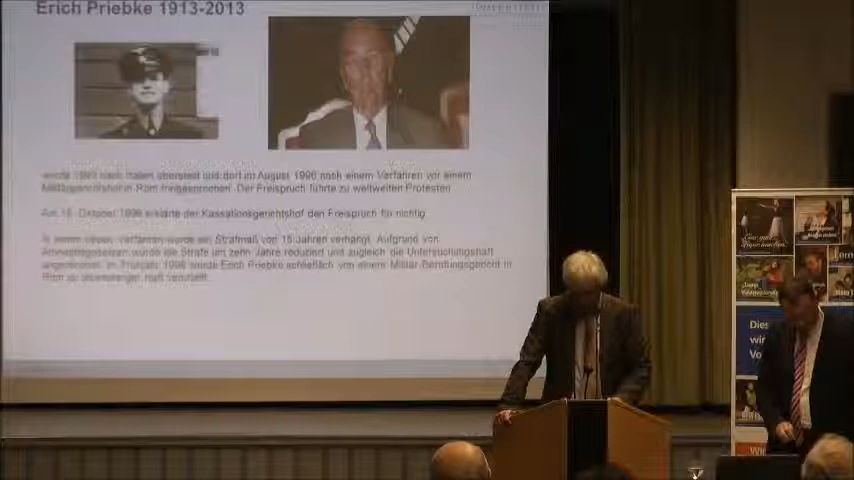 Erich Priebke 1913-2013
wurde 1995 nach Italien überstellt und dort im August 1996 nach einem Verfahren vor einem
Militärgerichtshof in Rom freigesprochen. Der Freispruch führte zu weltweiten Protesten.
Am 15. Oktober 1996 erklärte der Kassationsgerichtshof den Freispruch für nichtig
In einem neuen Verfahren wurde ein Strafmaß von 15 Jahren verhängt. Aufgrund von
Amnestiegesetzen wurde die Strafe um zehn Jahre reduziert und zugleich die Untersuchungshaft
angerechnet. Im Frühjahr 1998 wurde Erich Priebke schließlich von einem Militär-Berufungsgericht in
Rom zu lebenslanger Haft verurteilt.
Dies
wir
Vo